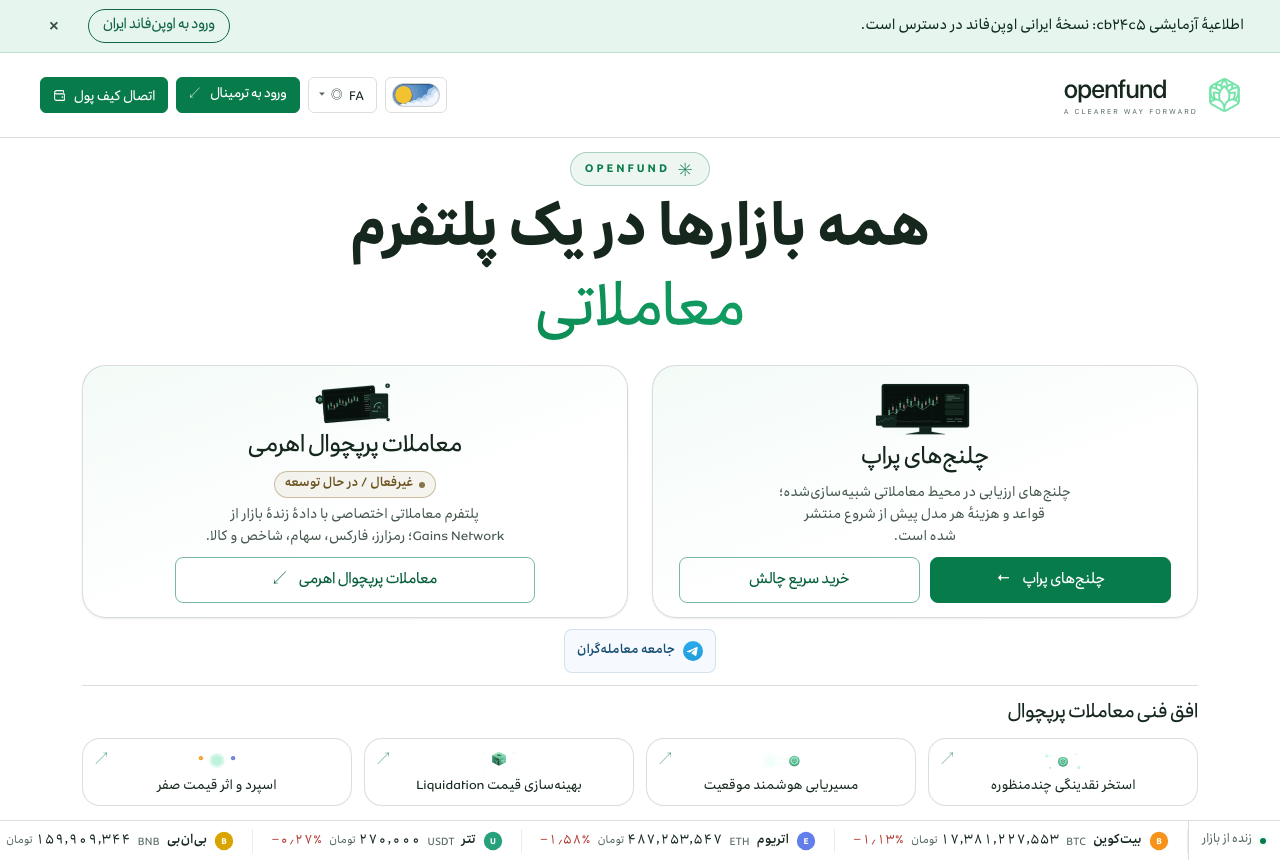 اطلاعیهٔ آزمایشی cb۲۴c۵: نسخهٔ ایرانی اوپن‌فاند در دسترس است.
ورود به اوپن‌فاند ایران
×
openfund
A CLEARER WAY FORWARD
FA
ورود به ترمینال
اتصال کیف پول
OPENFUND
همه بازارها در یک پلتفرم
معاملاتی
چلنج‌های پراپ
چلنج‌های ارزیابی در محیط معاملاتی شبیه‌سازی‌شده؛
قواعد و هزینهٔ هر مدل پیش از شروع منتشر
شده است.
چلنج‌های پراپ ←
خرید سریع چالش
معاملات پرپچوال اهرمی
غیرفعال / در حال توسعه
پلتفرم معاملاتی اختصاصی با دادهٔ زندهٔ بازار از
Gains Network؛ رمزارز، فارکس، سهام، شاخص و کالا.
معاملات پرپچوال اهرمی
جامعه معامله‌گران
افق فنی معاملات پرپچوال
استخر نقدینگی چندمنظوره
مسیریابی هوشمند موقعیت
بهینه‌سازی قیمت Liquidation
اسپرد و اثر قیمت صفر
زنده از بازار
بیت‌کوین BTC ۱۷,۳۸۱,۲۲۷,۵۵۳ تومان −۱٫۱۳%
اتریوم ETH ۴۸۷,۲۵۳,۵۴۷ تومان −۱٫۵۸%
تتر USDT ۲۷۰,۰۰۰ تومان −۰٫۲۷%
بی‌ان‌بی BNB ۱۵۹,۹۰۹,۳۴۴ تومان